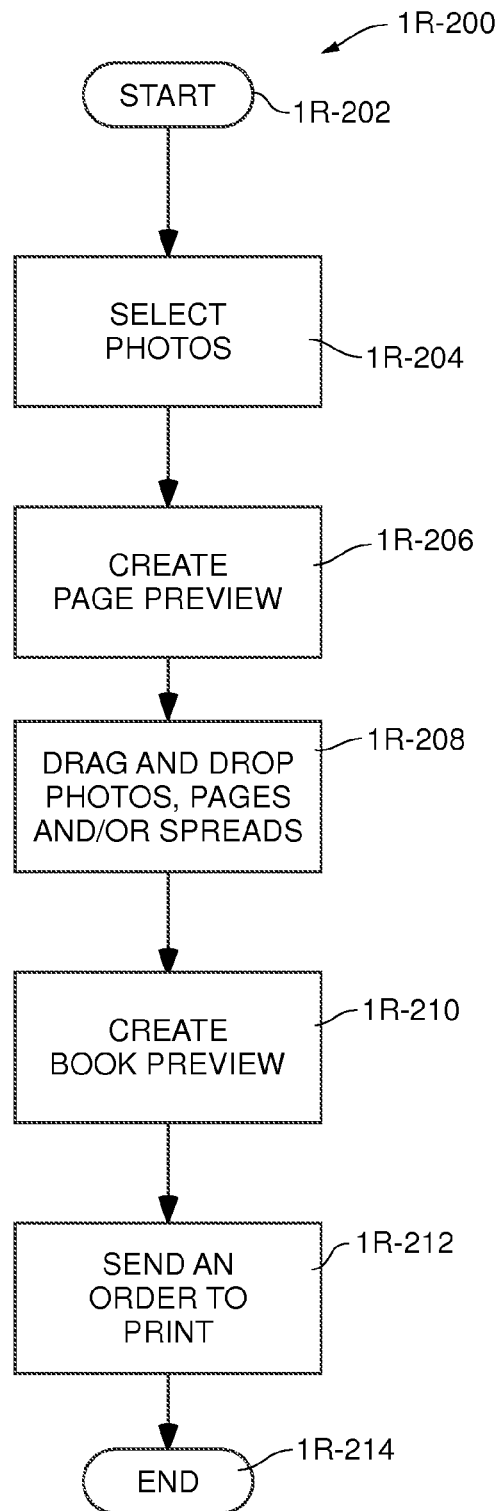 1R-200
START
1R-202
SELECT
PHOTOS
1R-204
CREATE
PAGE PREVIEW
1R-206
DRAG AND DROP
PHOTOS, PAGES
AND/OR SPREADS
1R-208
CREATE
BOOK PREVIEW
1R-210
SEND AN
ORDER TO
PRINT
1R-212
END
1R-214